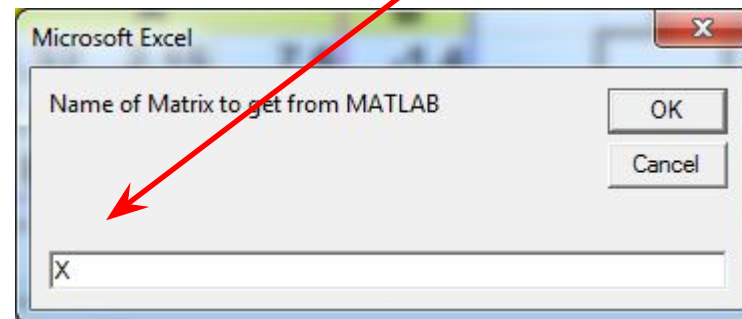 Microsoft Excel
Name of Matrix to get from MATLAB
OK
Cancel
X